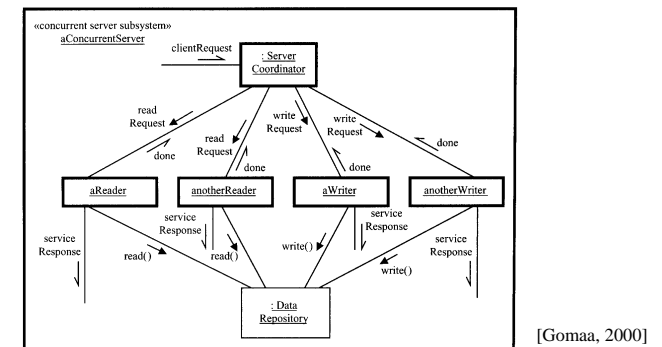 «concurrent server subsystem»
aConcurrentServer
clientRequest
: Server
Coordinator
read
Request
done
read
Request
done
write
Request
done
write
Request
done
aReader
anotherReader
aWriter
anotherWriter
service
Response
read()
service
Response
read()
write()
service
Response
write()
service
Response
: Data
Repository
[Gomaa, 2000]